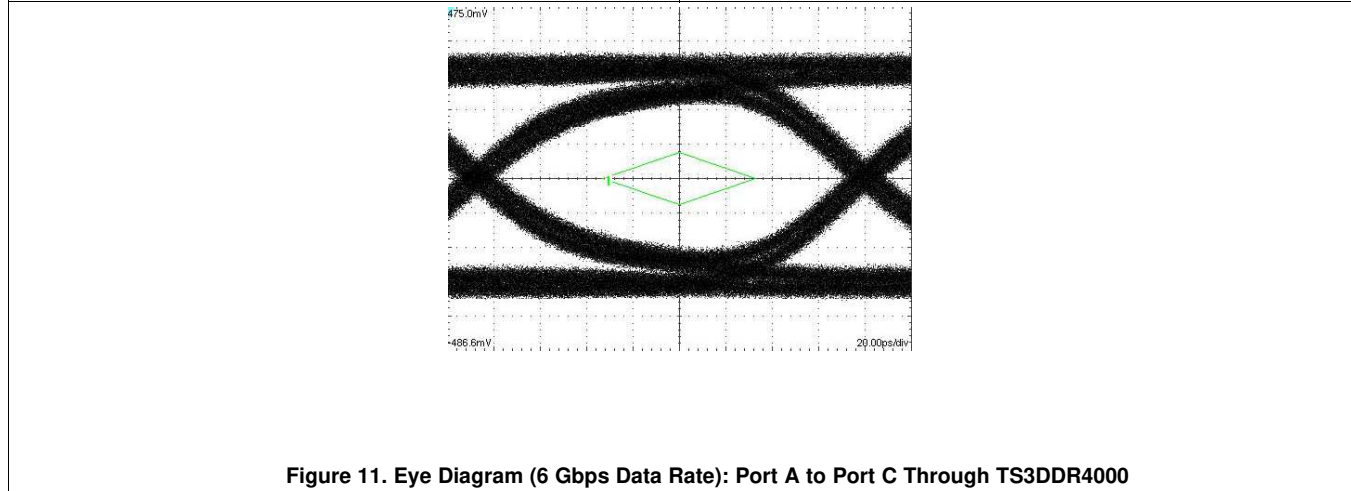 475.0mV
1
-486.6mV
20.00ps/div
Figure 11. Eye Diagram (6 Gbps Data Rate): Port A to Port C Through TS3DDR4000